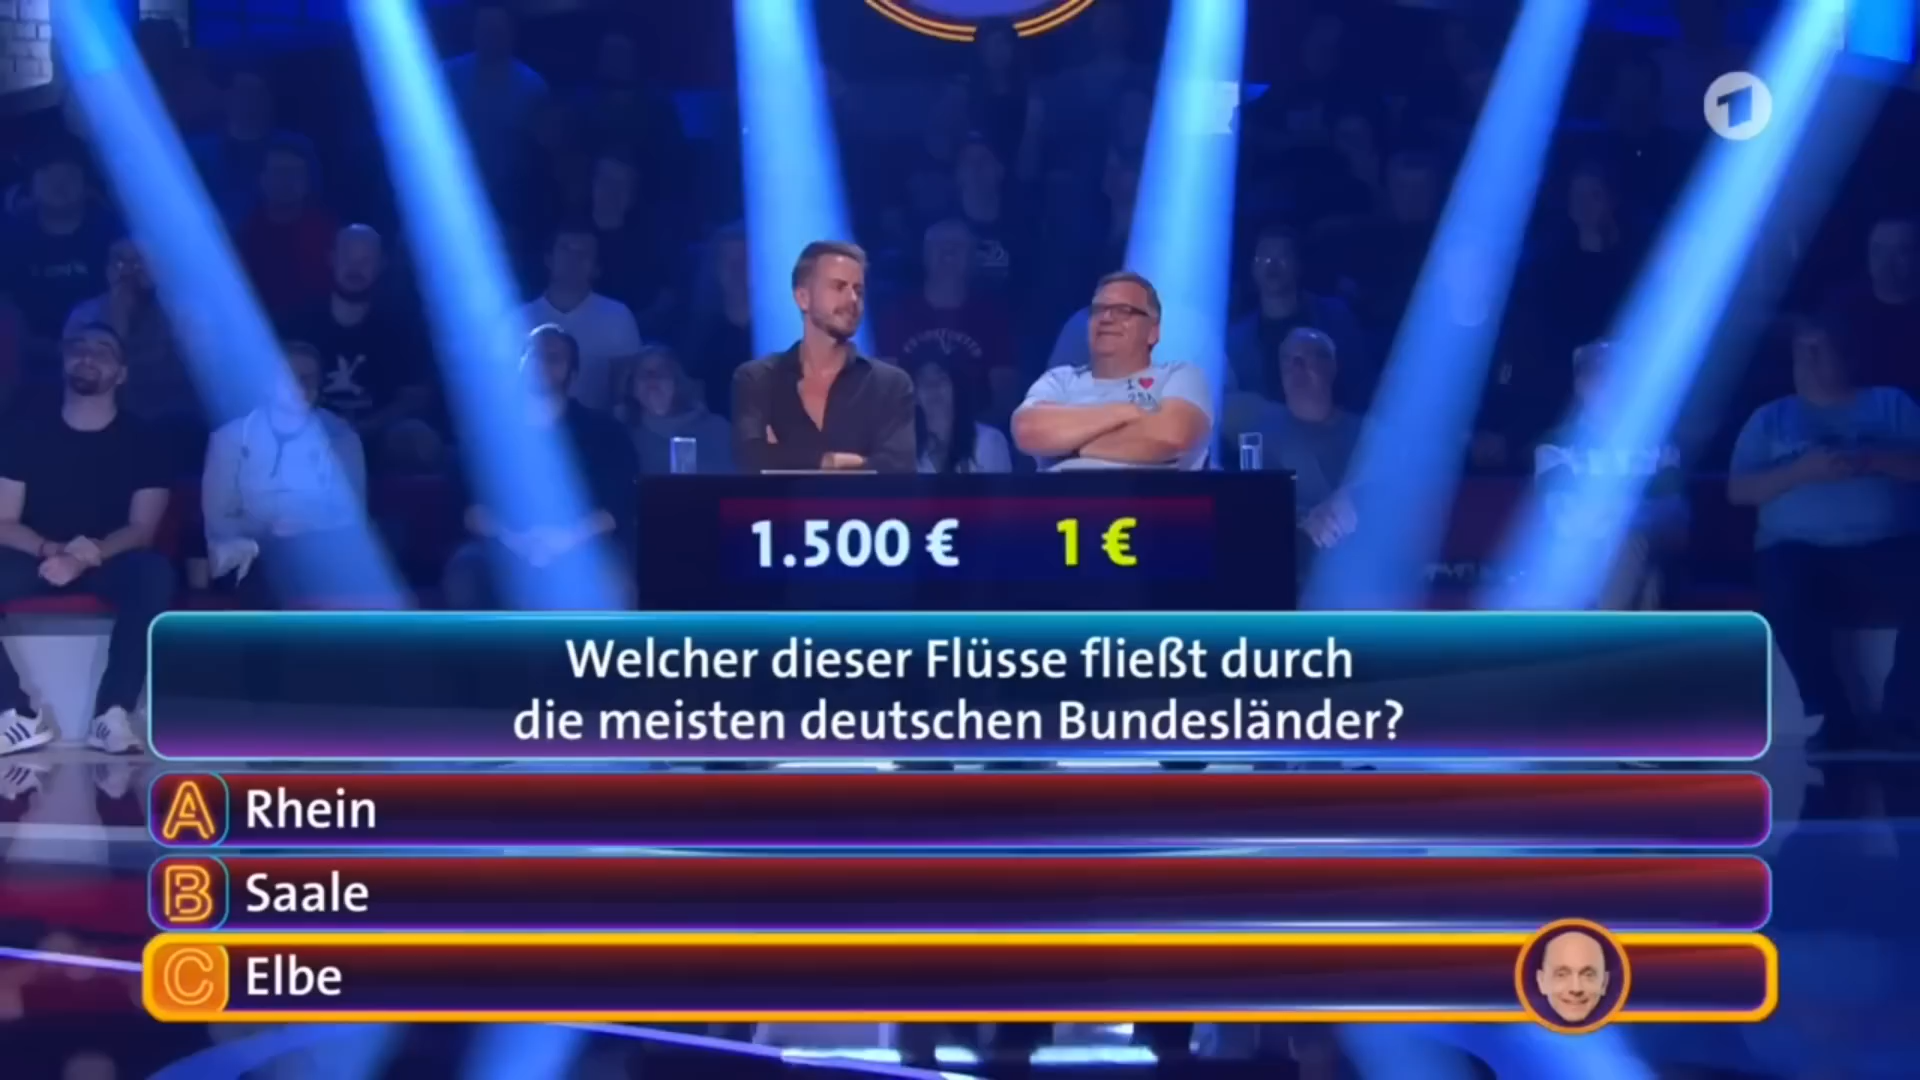 1.500 € 1 €
Welcher dieser Flüsse fließt durch
die meisten deutschen Bundesländer?
A Rhein
B Saale
C Elbe